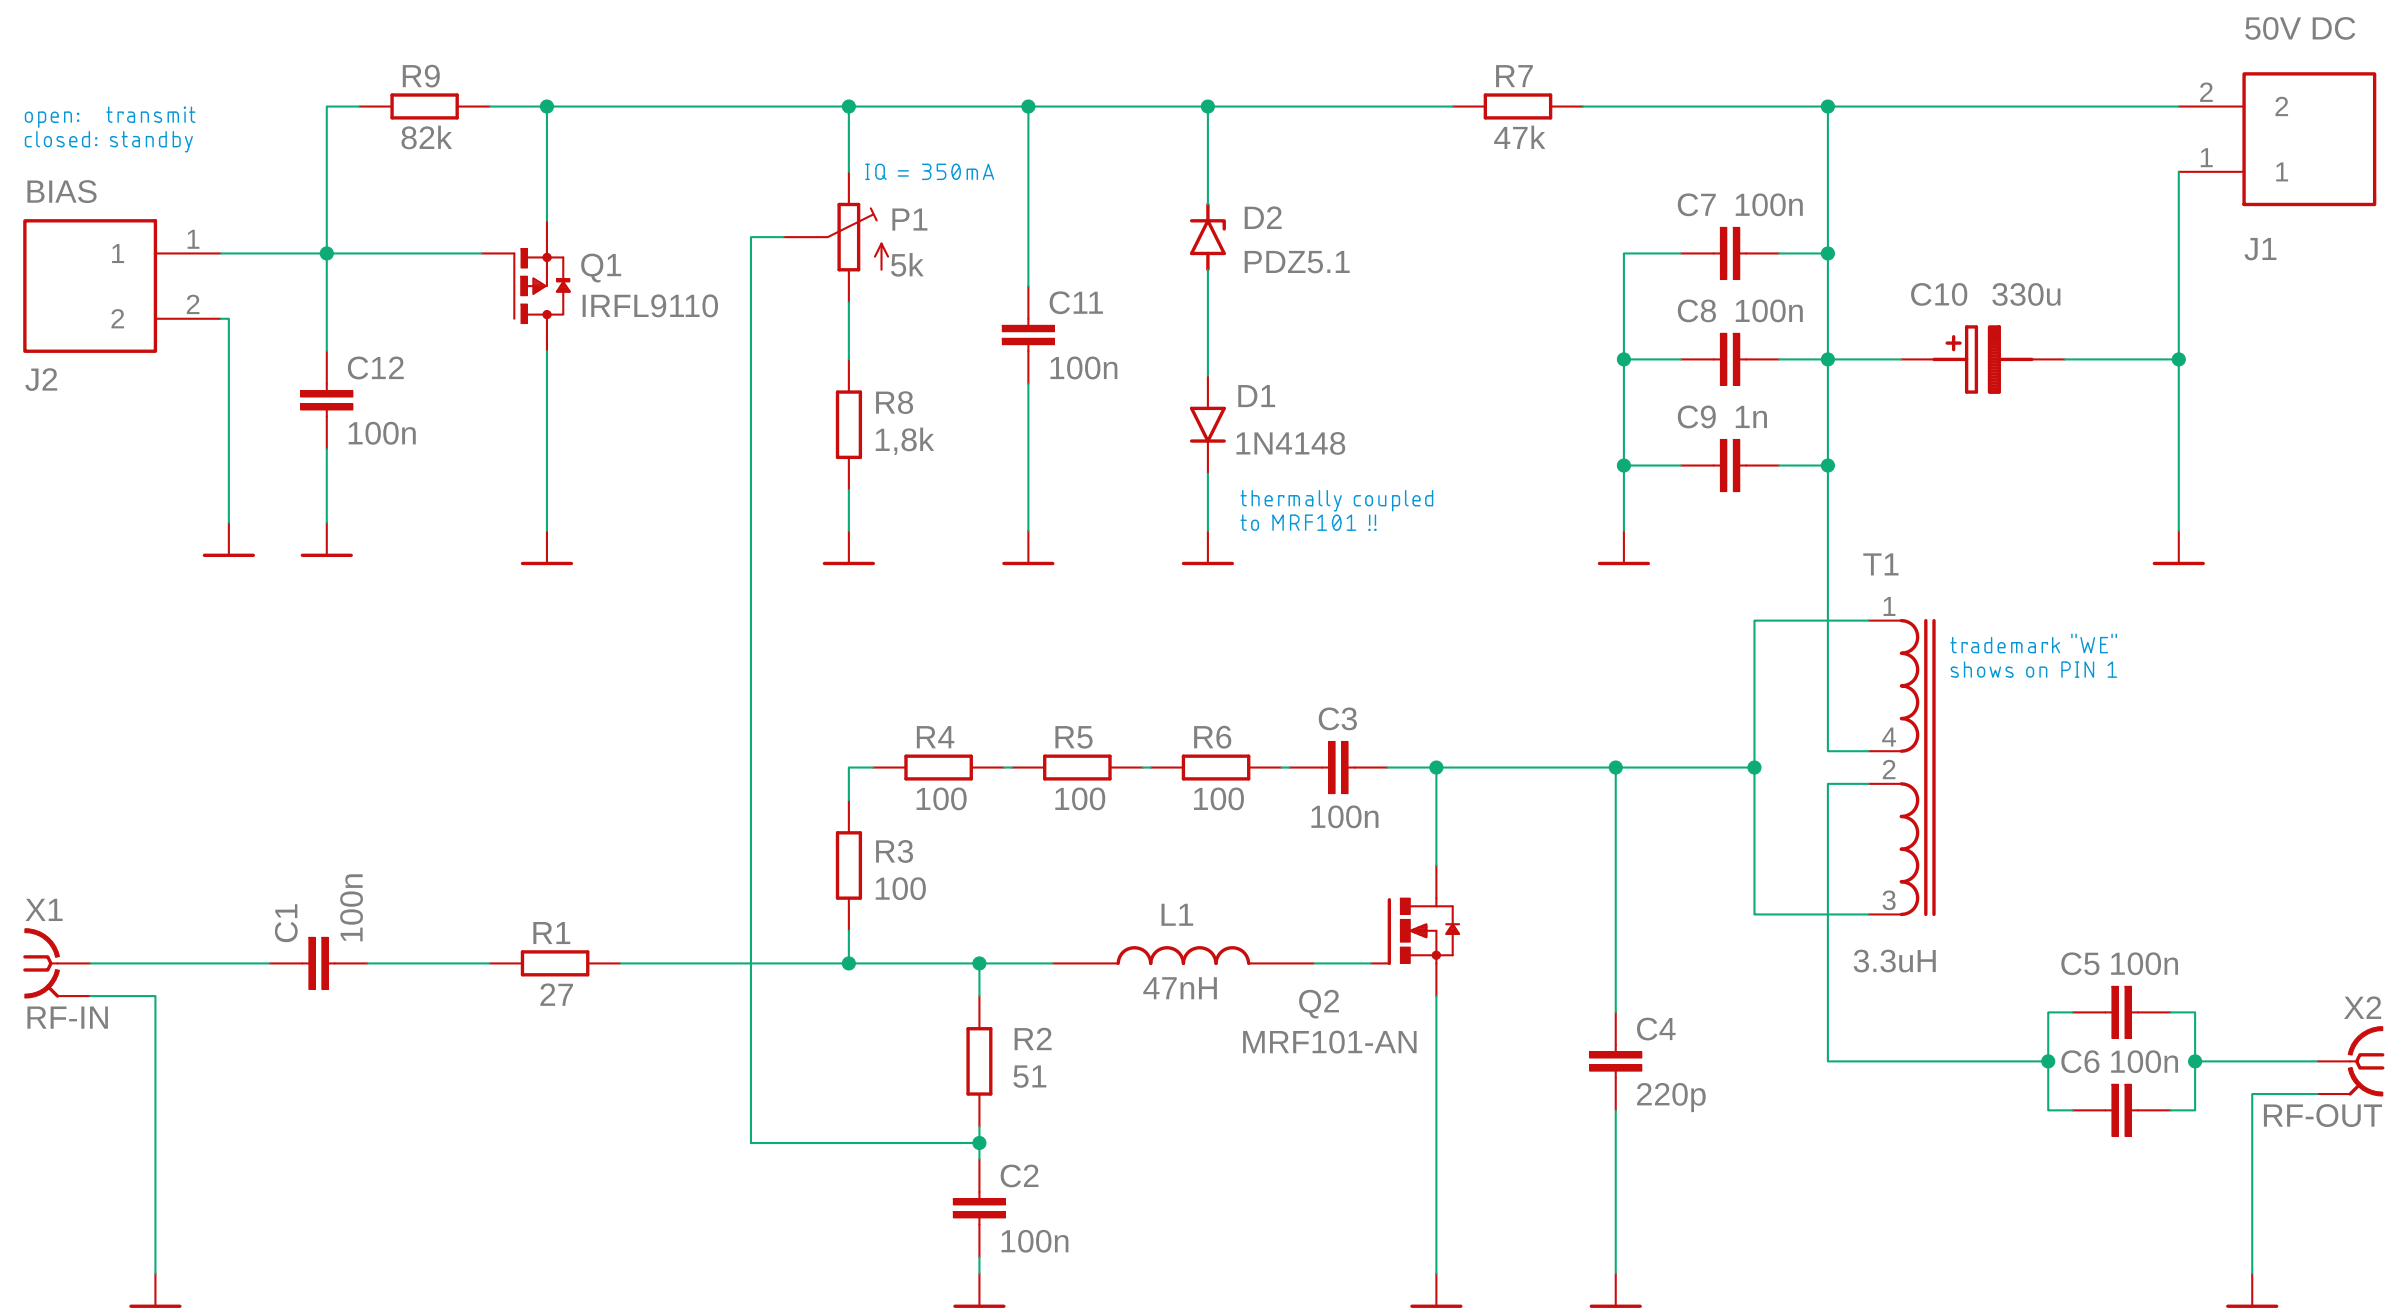 50V DC
R9
82k
R7
47k
2
2
1
1
J1
open: transmit
closed: standby
BIAS
1
1
2
2
J2
IQ = 350mA
P1
5k
D2
PDZ5.1
C7 100n
Q1
IRFL9110
C11
100n
C8 100n
C10 330u
C12
100n
R8
1,8k
D1
1N4148
C9 1n
thermally coupled
to MRF101 !!
T1
1
4
2
3
trademark "WE"
shows on PIN 1
3.3uH
R4
100
R5
100
R6
100
C3
100n
R3
100
X1
RF-IN
C1
100n
R1
27
L1
47nH
Q2
MRF101-AN
R2
51
C4
220p
C5 100n
C6 100n
X2
RF-OUT
C2
100n